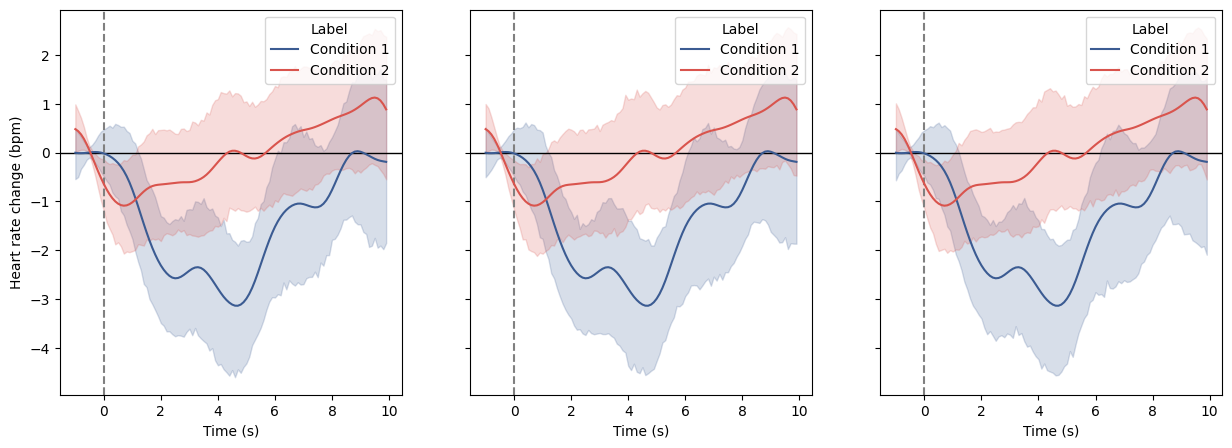 Label
Condition 1
Condition 2
Label
Condition 1
Condition 2
Label
Condition 1
Condition 2
Heart rate change (bpm)
2
1
0
−1
−2
−3
−4
0 2 4 6 8 10
0 2 4 6 8 10
0 2 4 6 8 10
Time (s)
Time (s)
Time (s)